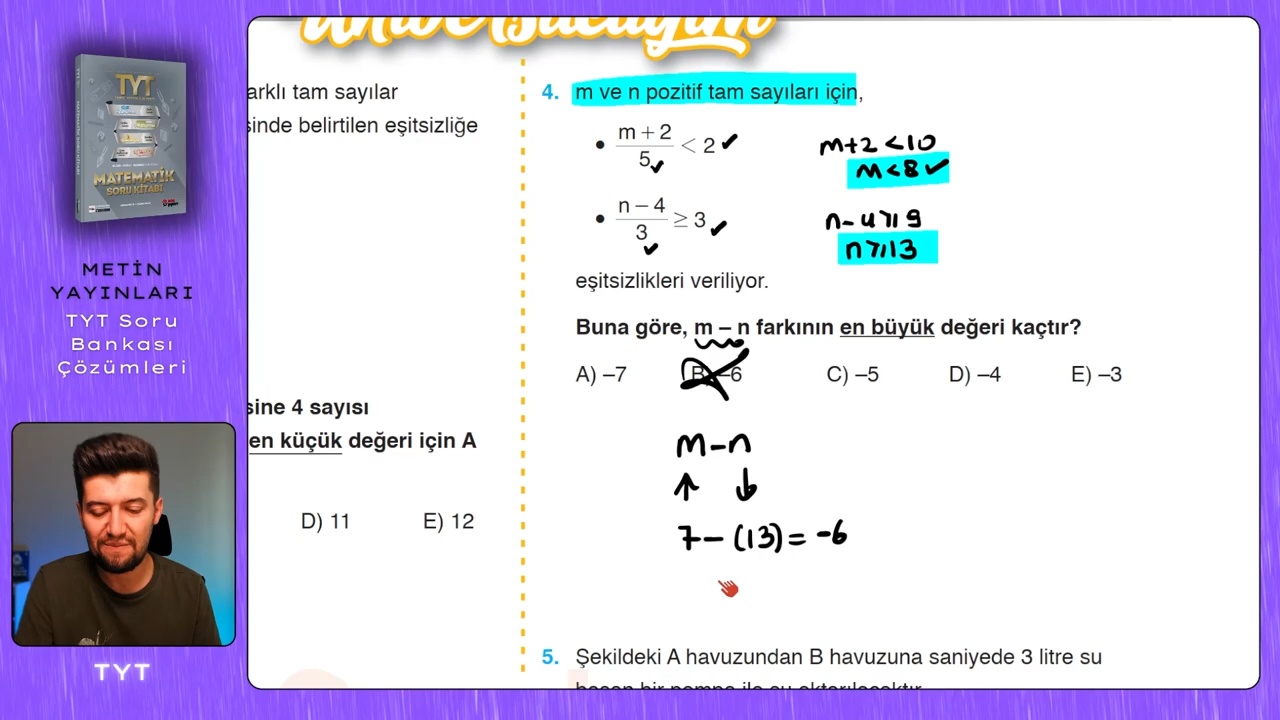 TYT
MATEMATİK
SORU KİTABI
METİN
YAYINLARI
TYT Soru
Bankası
Çözümleri
TYT
arklı tam sayılar
sinde belirtilen eşitsizliğe
sine 4 sayısı
en küçük değeri için A
D) 11 E) 12
4. m ve n pozitif tam sayıları için,
• m + 2 / 5 < 2
m+2 < 10
m < 8
• n – 4 / 3 ≥ 3
n – 4 ≥ 9
n ≥ 13
eşitsizlikleri veriliyor.
Buna göre, m – n farkının en büyük değeri kaçtır?
A) –7 B) –6 C) –5 D) –4 E) –3
m – n
↑ ↓
7 – (13) = -6
5. Şekildeki A havuzundan B havuzuna saniyede 3 litre su